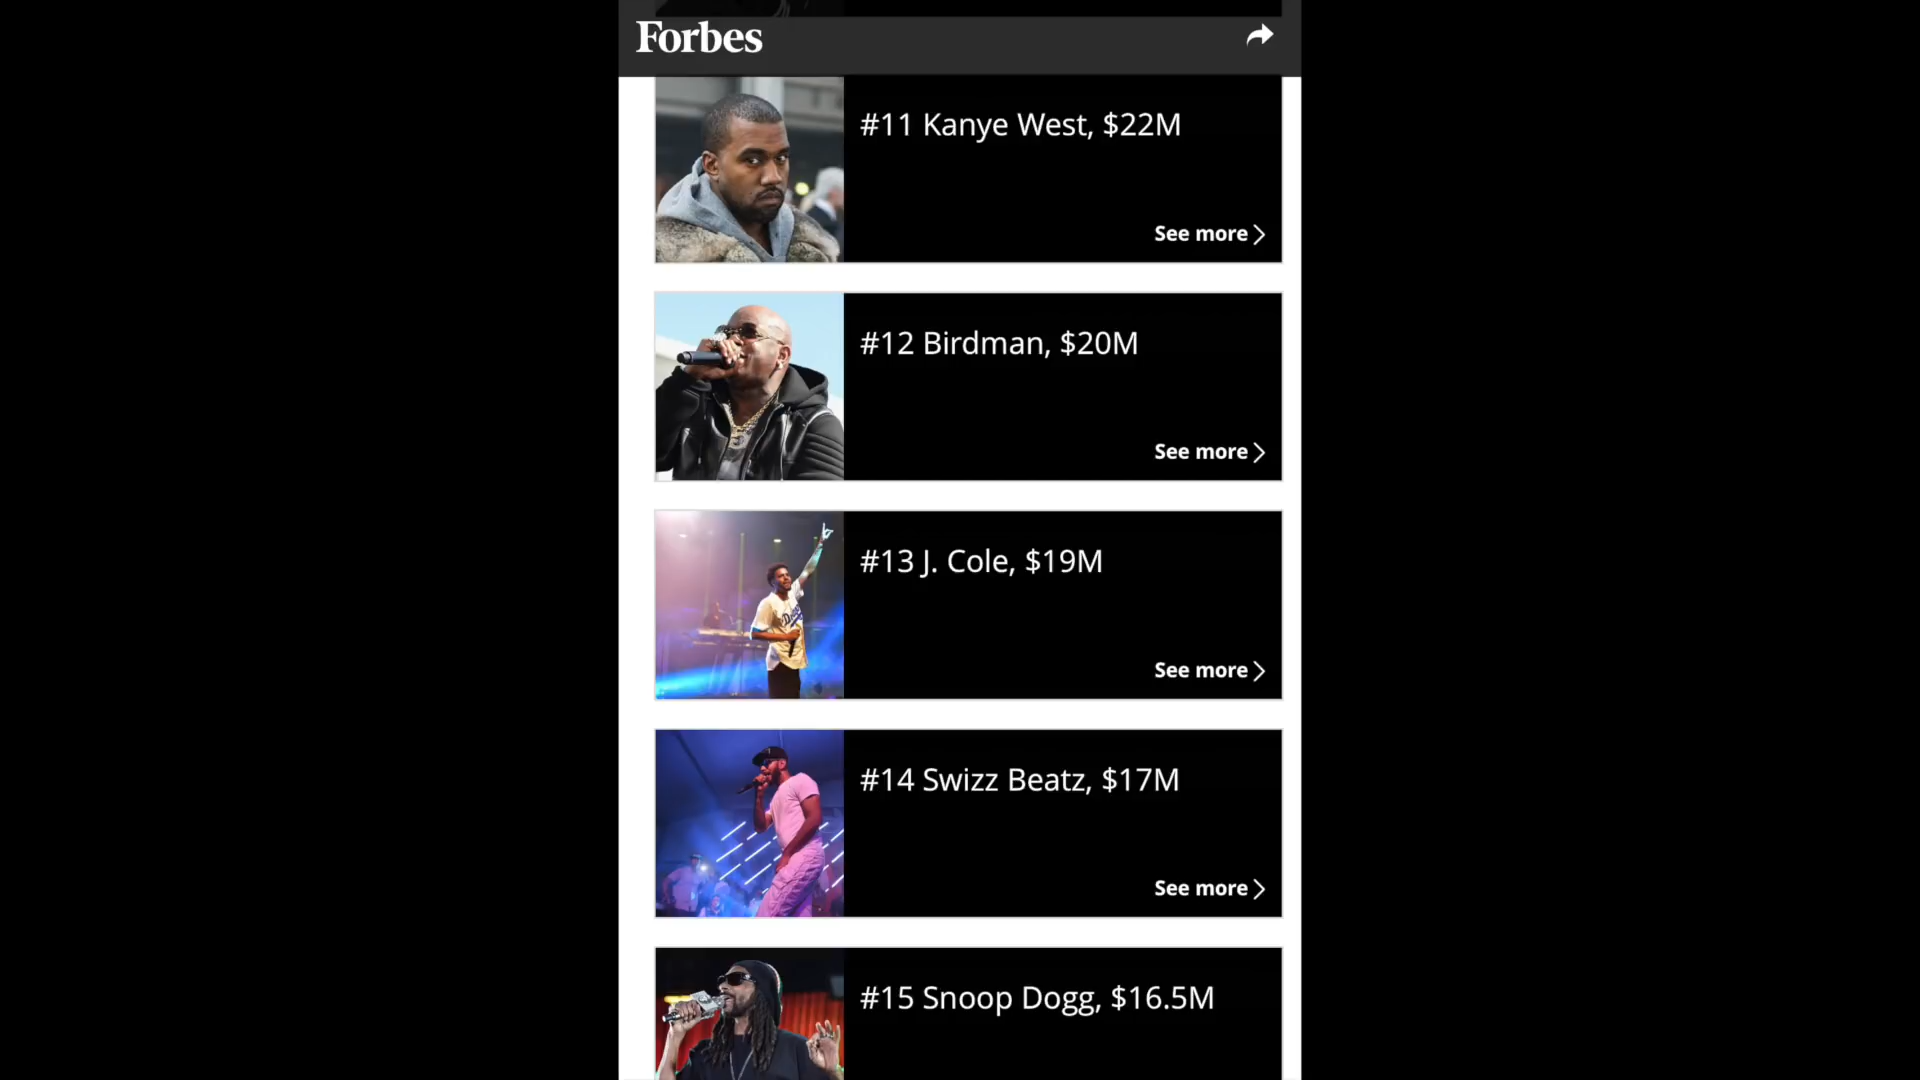 Forbes
#11 Kanye West, $22M
See more
#12 Birdman, $20M
See more
#13 J. Cole, $19M
See more
#14 Swizz Beatz, $17M
See more
#15 Snoop Dogg, $16.5M